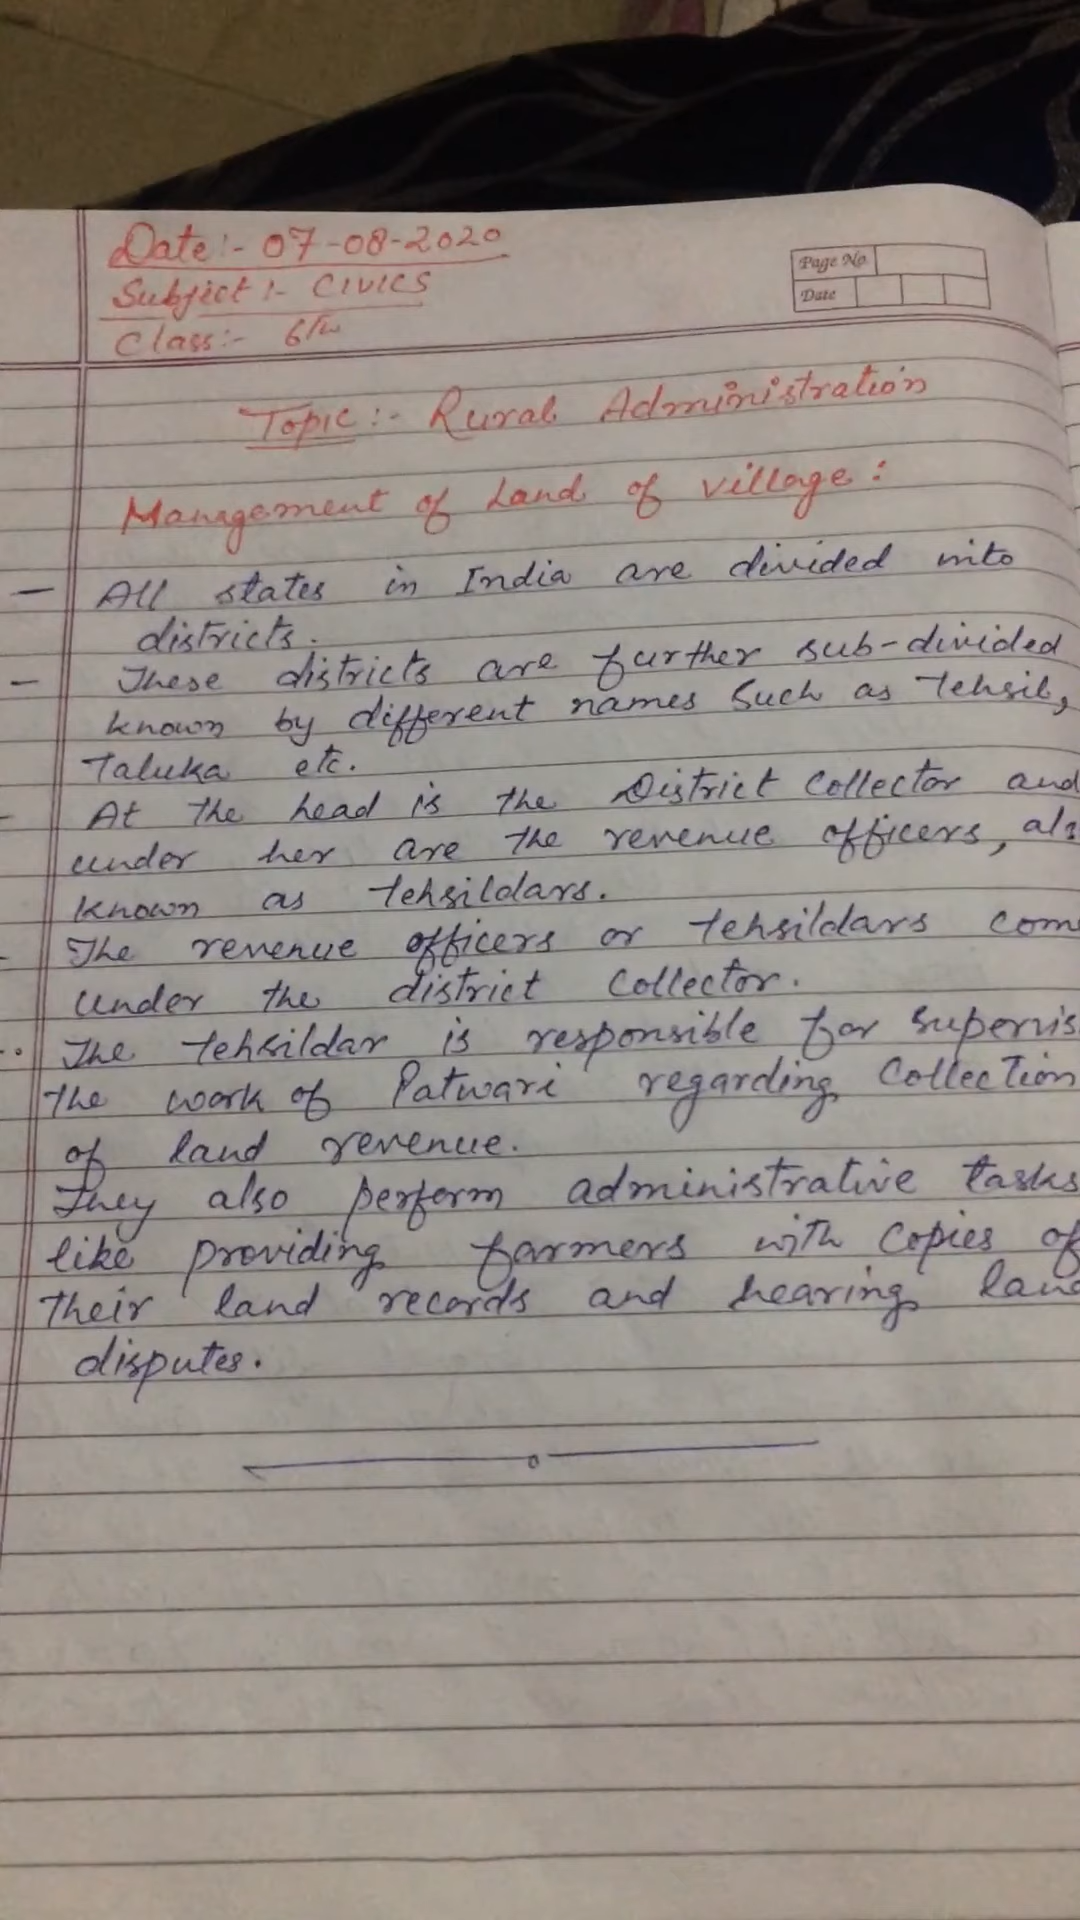 Date:- 07-08-2020
Subject:- CIVICS
Class:- 6th
Page No.
Date
Topic:- Rural Administration
Management of Land of village:
- All states in India are divided into
districts.
- These districts are further sub-divided
known by different names such as Tehsil,
Taluka etc.
- At the head is the District Collector and
under her are the revenue officers, als
known as tehsildars.
- The revenue officers or tehsildars com
under the district collector.
The tehsildar is responsible for supervis
the work of Patwari regarding collection
of land revenue.
They also perform administrative tasks
like providing farmers with copies of
their land records and hearing land
disputes.